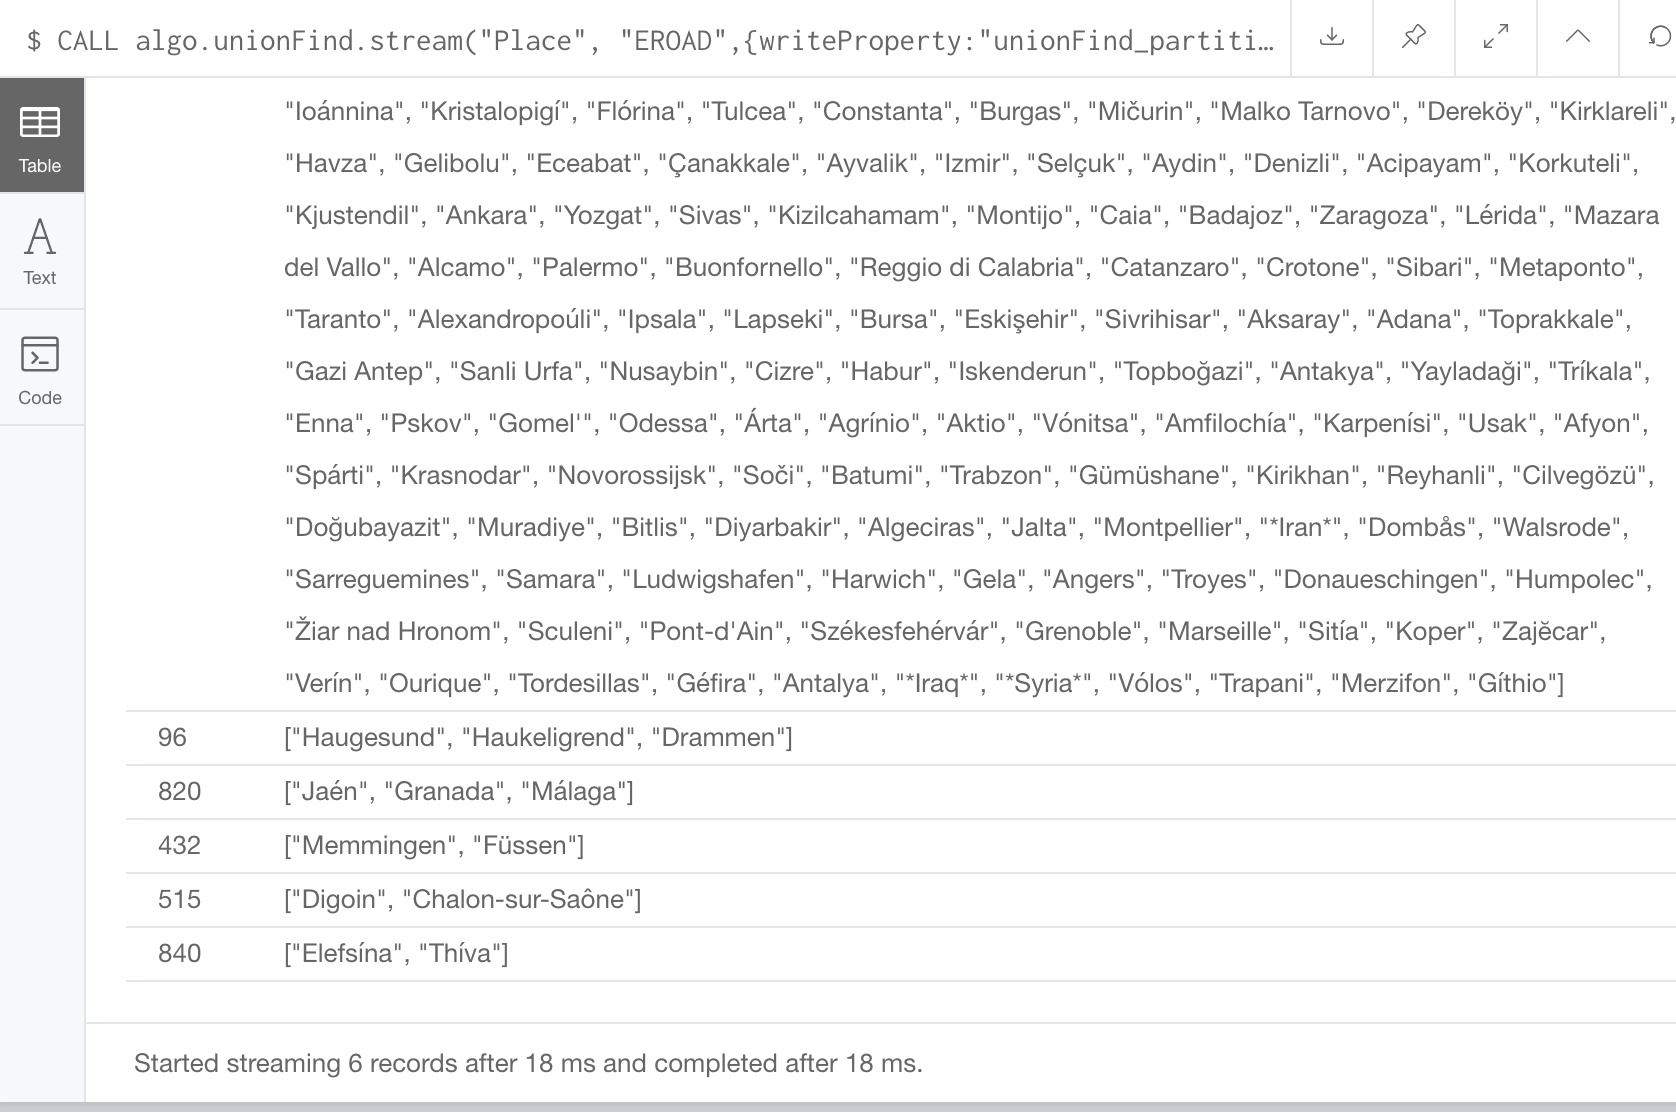 $ CALL algo.unionFind.stream("Place", "EROAD",{writeProperty:"unionFind_partiti…
Table
Text
Code
"Ioánnina", "Kristalopigí", "Flórina", "Tulcea", "Constanta", "Burgas", "Mičurin", "Malko Tarnovo", "Dereköy", "Kirklareli",
"Havza", "Gelibolu", "Eceabat", "Çanakkale", "Ayvalik", "Izmir", "Selçuk", "Aydin", "Denizli", "Acipayam", "Korkuteli",
"Kjustendil", "Ankara", "Yozgat", "Sivas", "Kizilcahamam", "Montijo", "Caia", "Badajoz", "Zaragoza", "Lérida", "Mazara
del Vallo", "Alcamo", "Palermo", "Buonfornello", "Reggio di Calabria", "Catanzaro", "Crotone", "Sibari", "Metaponto",
"Taranto", "Alexandropoúli", "Ipsala", "Lapseki", "Bursa", "Eskişehir", "Sivrihisar", "Aksaray", "Adana", "Toprakkale",
"Gazi Antep", "Sanli Urfa", "Nusaybin", "Cizre", "Habur", "Iskenderun", "Topboğazi", "Antakya", "Yayladaği", "Tríkala",
"Enna", "Pskov", "Gomel'", "Odessa", "Árta", "Agrínio", "Aktio", "Vónitsa", "Amfilochía", "Karpenísi", "Usak", "Afyon",
"Spárti", "Krasnodar", "Novorossijsk", "Soči", "Batumi", "Trabzon", "Gümüshane", "Kirikhan", "Reyhanli", "Cilvegözü",
"Doğubayazit", "Muradiye", "Bitlis", "Diyarbakir", "Algeciras", "Jalta", "Montpellier", "*Iran*", "Dombås", "Walsrode",
"Sarreguemines", "Samara", "Ludwigshafen", "Harwich", "Gela", "Angers", "Troyes", "Donaueschingen", "Humpolec",
"Žiar nad Hronom", "Sculeni", "Pont-d'Ain", "Székesfehérvár", "Grenoble", "Marseille", "Sitía", "Koper", "Zajĕcar",
"Verín", "Ourique", "Tordesillas", "Géfira", "Antalya", "*Iraq*", "*Syria*", "Vólos", "Trapani", "Merzifon", "Gíthio"]
96 ["Haugesund", "Haukeligrend", "Drammen"]
820 ["Jaén", "Granada", "Málaga"]
432 ["Memmingen", "Füssen"]
515 ["Digoin", "Chalon-sur-Saône"]
840 ["Elefsína", "Thíva"]
Started streaming 6 records after 18 ms and completed after 18 ms.